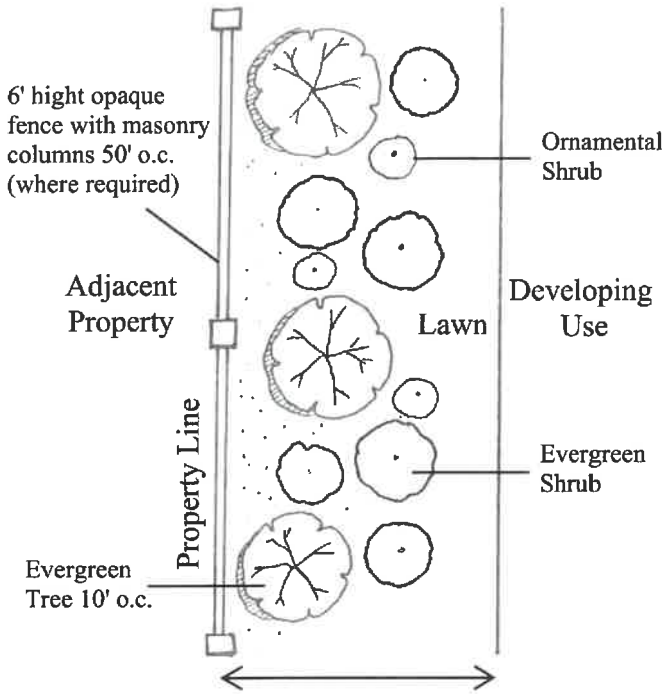 6' hight opaque
fence with masonry
columns 50' o.c.
(where required)
Ornamental
Shrub
Adjacent
Property
Lawn
Developing
Use
Property Line
Evergreen
Shrub
Evergreen
Tree 10' o.c.